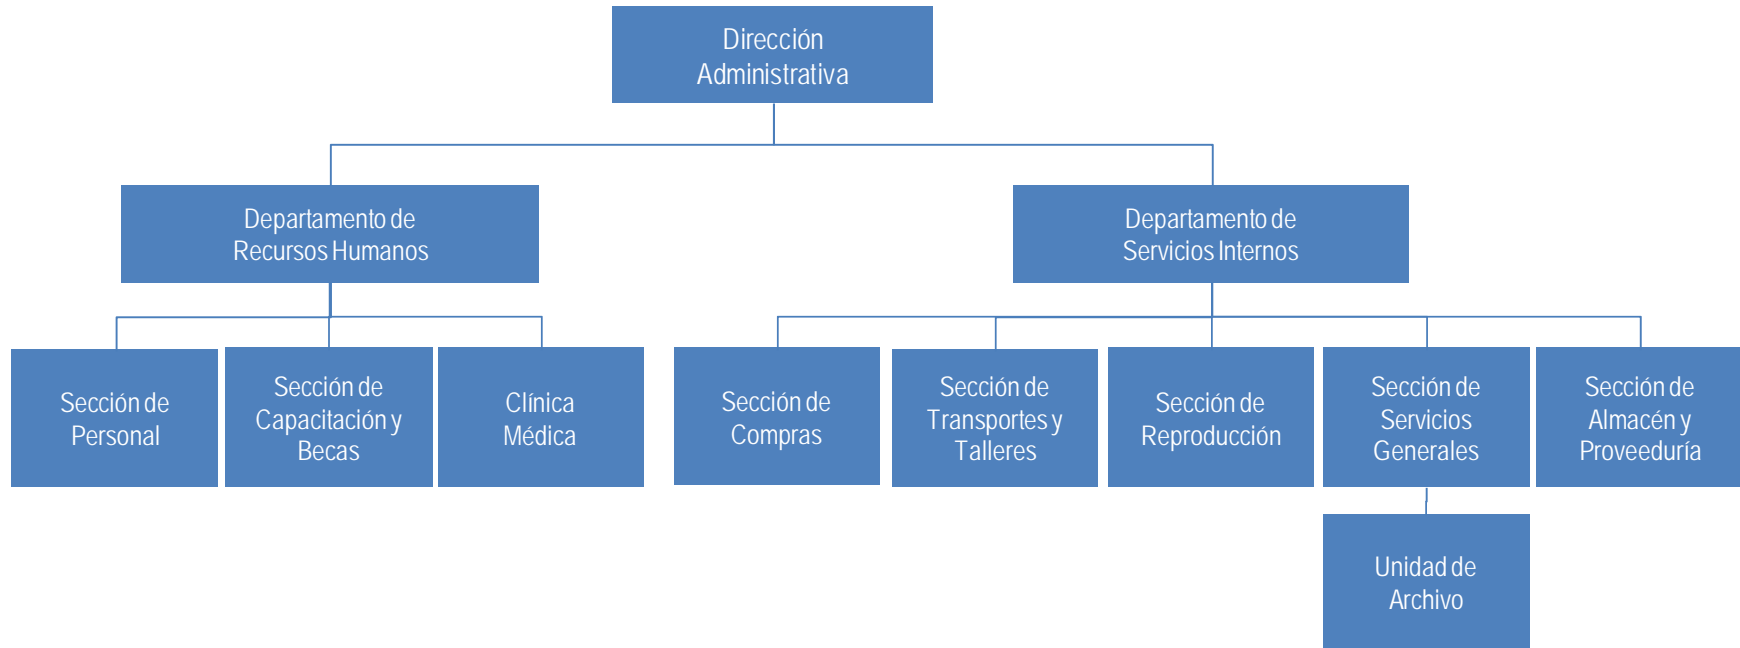 Dirección
Administrativa
Departamento de
Recursos Humanos
Departamento de
Servicios Internos
Sección de
Personal
Sección de
Capacitación y
Becas
Clínica
Médica
Sección de
Compras
Sección de
Transportes y
Talleres
Sección de
Reproducción
Sección de
Servicios
Generales
Sección de
Almacén y
Proveeduría
Unidad de
Archivo